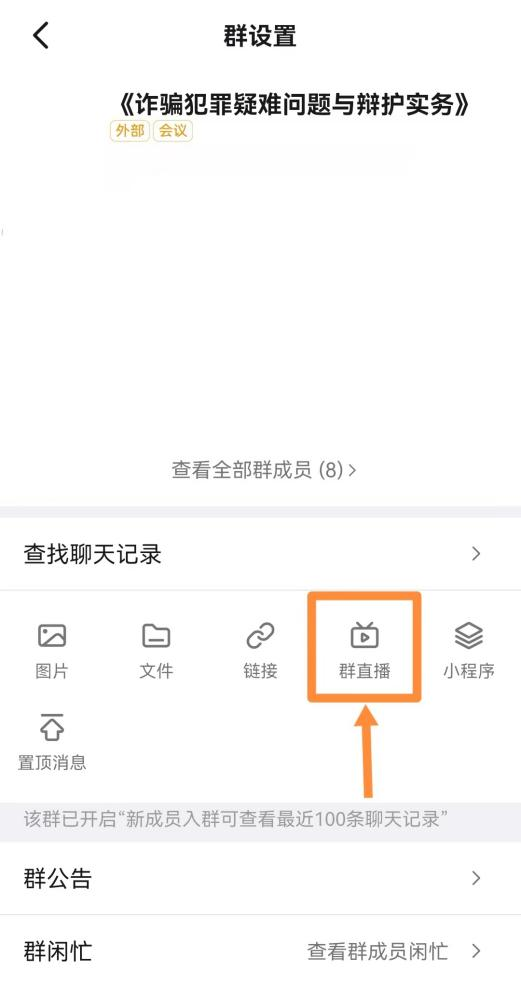 群设置
《诈骗犯罪疑难问题与辩护实务》
外部 会议
查看全部群成员 (8)
查找聊天记录
图片 文件 链接 群直播 小程序
置顶消息
该群已开启“新成员入群可查看最近100条聊天记录”
群公告
群闲忙 查看群成员闲忙